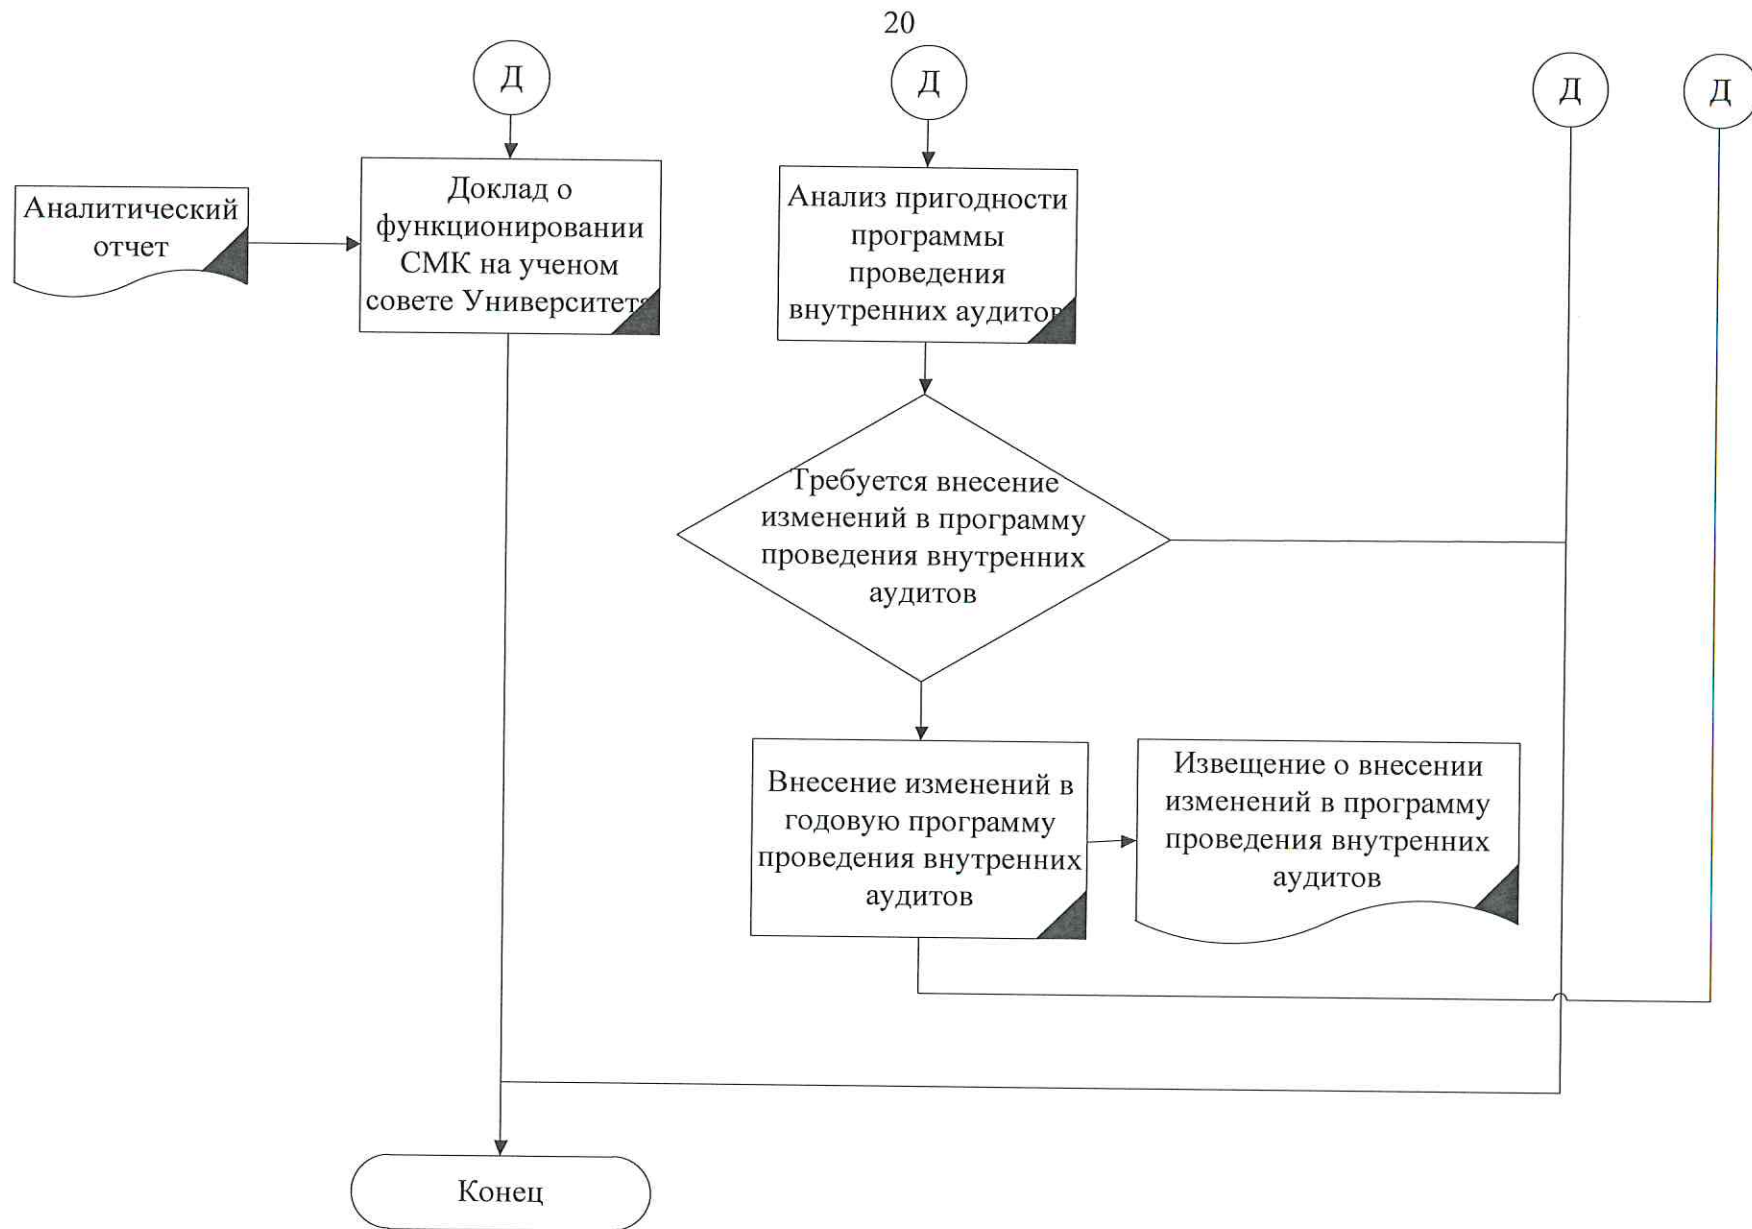 20
Д
Д
Д
Д
Аналитический
отчет
Доклад о
функционировании
СМК на ученом
совете Университета
Анализ пригодности
программы
проведения
внутренних аудитов
Требуется внесение
изменений в программу
проведения внутренних
аудитов
Внесение изменений в
годовую программу
проведения внутренних
аудитов
Извещение о внесении
изменений в программу
проведения внутренних
аудитов
Конец